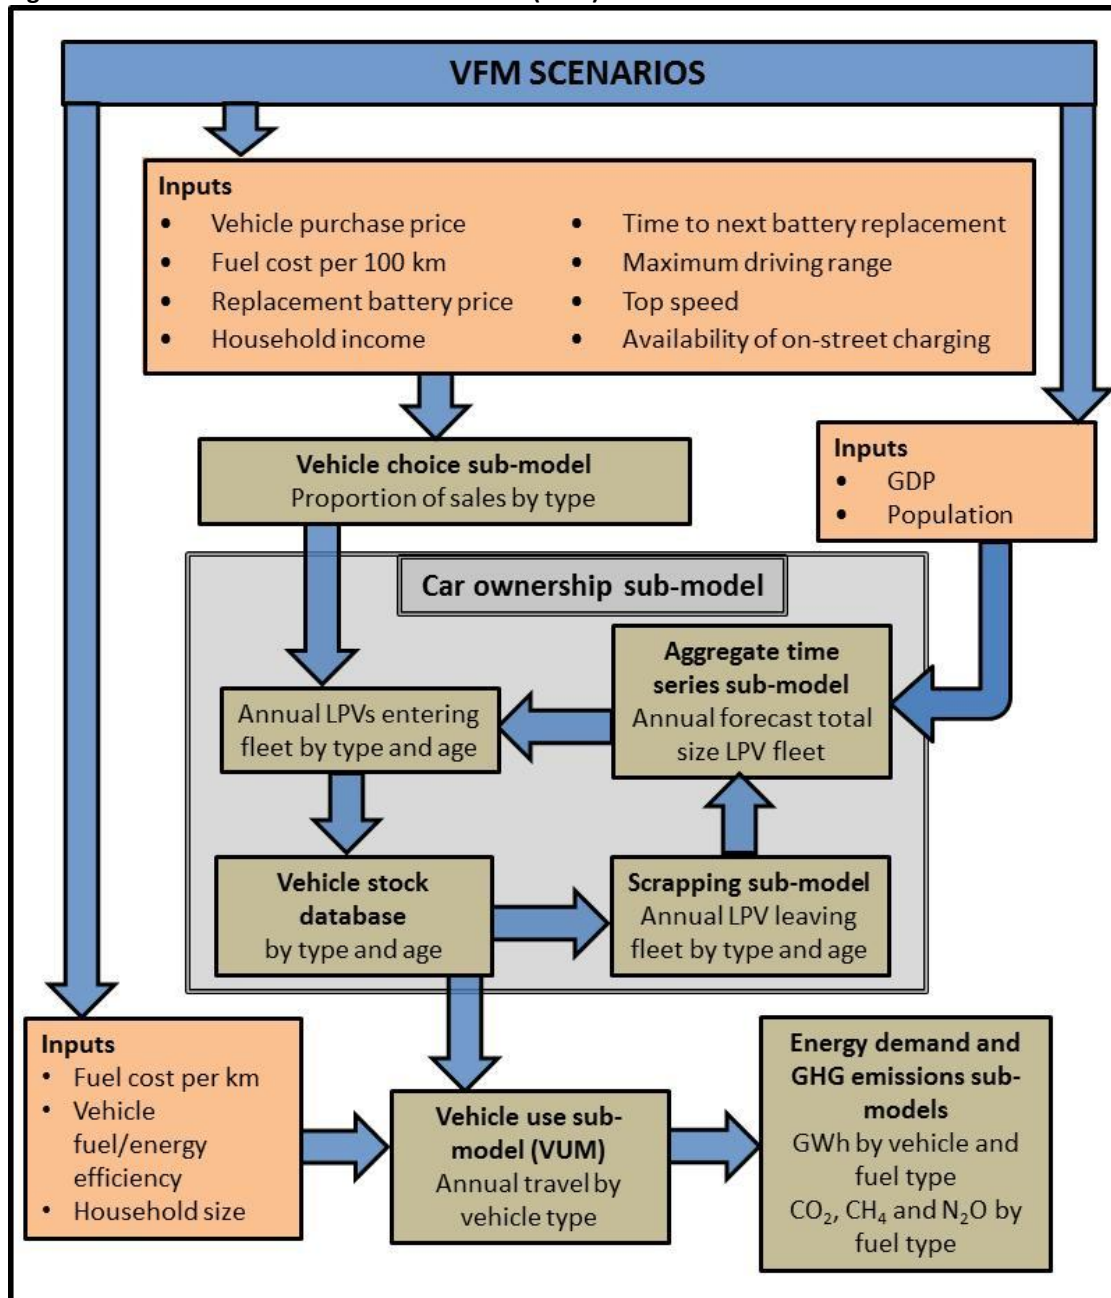 VFM SCENARIOS
Inputs
• Vehicle purchase price
• Fuel cost per 100 km
• Replacement battery price
• Household income
• Time to next battery replacement
• Maximum driving range
• Top speed
• Availability of on-street charging
Vehicle choice sub-model
Proportion of sales by type
Inputs
• GDP
• Population
Car ownership sub-model
Aggregate time
series sub-model
Annual forecast total
size LPV fleet
Annual LPVs entering
fleet by type and age
Vehicle stock
database
by type and age
Scrapping sub-model
Annual LPV leaving
fleet by type and age
Inputs
• Fuel cost per km
• Vehicle
fuel/energy
efficiency
• Household size
Vehicle use sub-
model (VUM)
Annual travel by
vehicle type
Energy demand and
GHG emissions sub-
models
GWh by vehicle and
fuel type
CO₂, CH₄ and N₂O by
fuel type